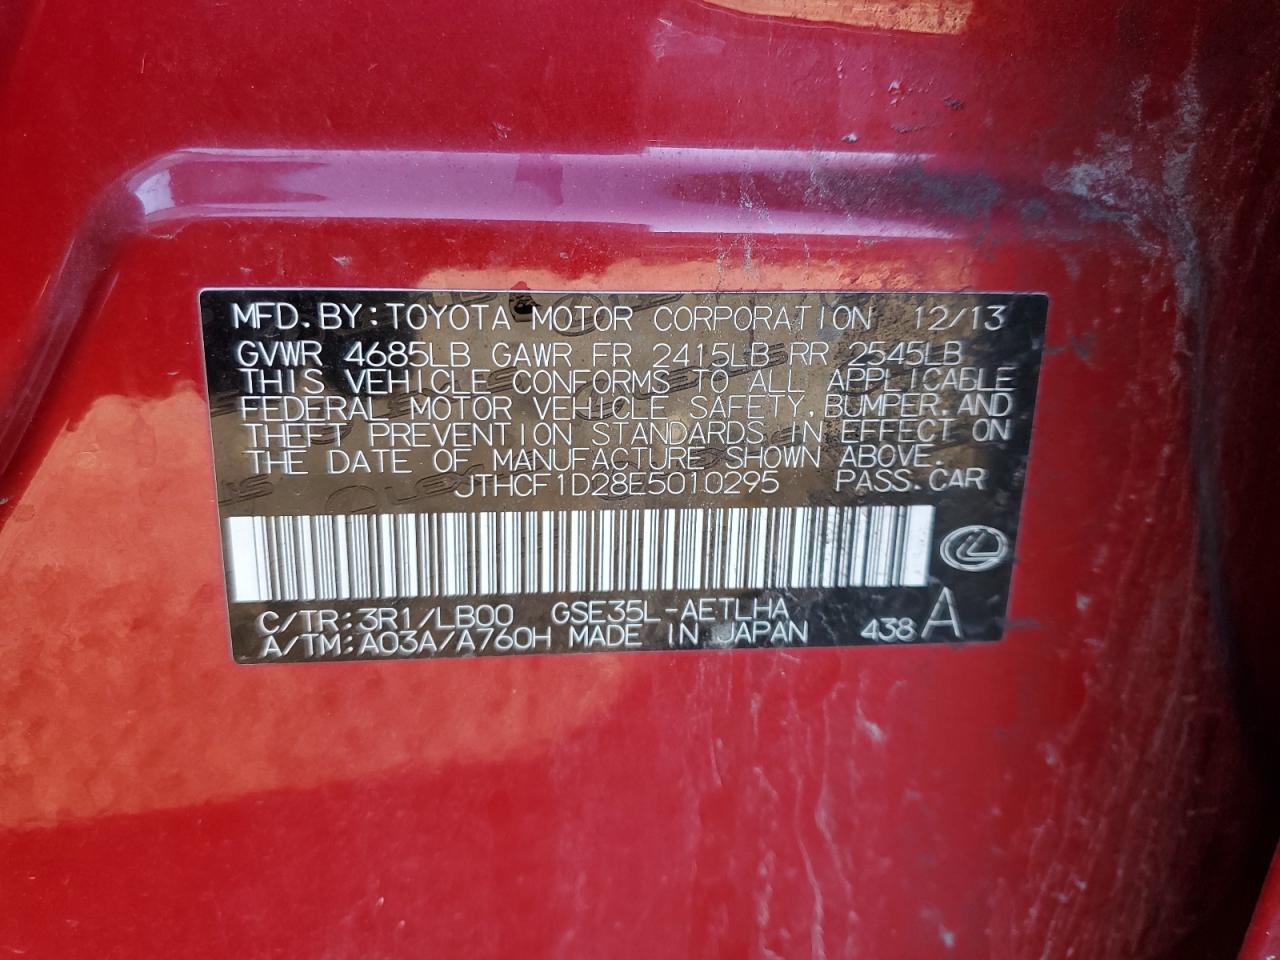 MFD. BY: TOYOTA MOTOR CORPORATION 12/13
GVWR 4685LB GAWR FR 2415LB RR 2545LB
THIS VEHICLE CONFORMS TO ALL APPLICABLE
FEDERAL MOTOR VEHICLE SAFETY, BUMPER, AND
THEFT PREVENTION STANDARDS IN EFFECT ON
THE DATE OF MANUFACTURE SHOWN ABOVE.
JTHCF1D28E5010295 PASS. CAR
C/TR: 3R1/LB00 GSE35L-AETLHA
A/TM: A03A/A760H MADE IN JAPAN 438 A